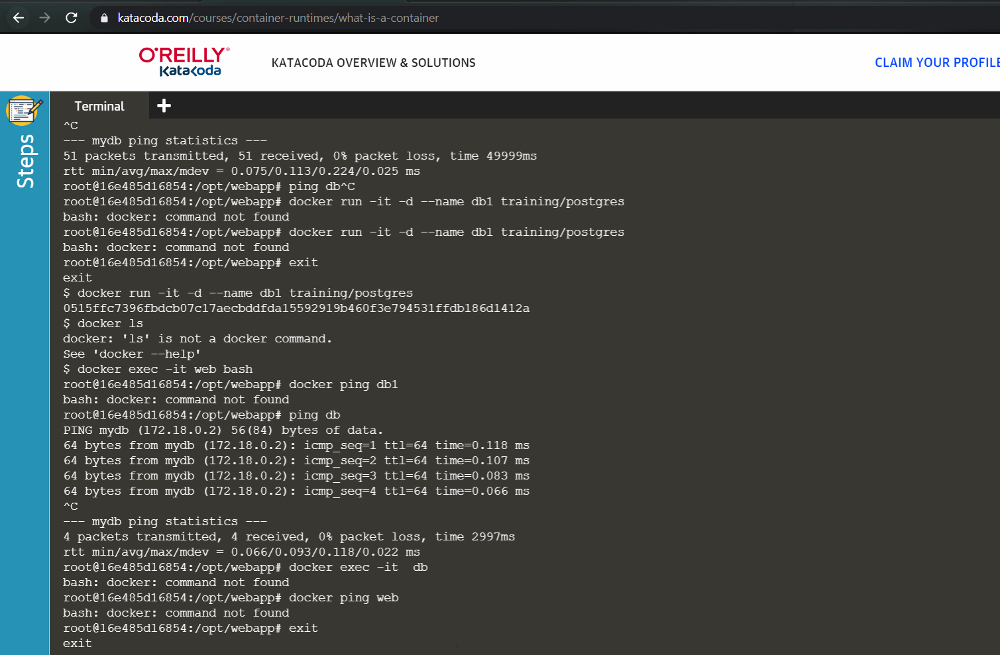 katacoda.com/courses/container-runtimes/what-is-a-container
O'REILLY®
Katacoda
KATACODA OVERVIEW & SOLUTIONS
CLAIM YOUR PROFILE
Steps
Terminal
^C
--- mydb ping statistics ---
51 packets transmitted, 51 received, 0% packet loss, time 49999ms
rtt min/avg/max/mdev = 0.075/0.113/0.224/0.025 ms
root@16e485d16854:/opt/webapp# ping db^C
root@16e485d16854:/opt/webapp# docker run -it -d --name db1 training/postgres
bash: docker: command not found
root@16e485d16854:/opt/webapp# docker run -it -d --name db1 training/postgres
bash: docker: command not found
root@16e485d16854:/opt/webapp# exit
exit
$ docker run -it -d --name db1 training/postgres
0515ffc7396fbdcb07c17aecbddfda15592919b460f3e794531ffdb186d1412a
$ docker ls
docker: 'ls' is not a docker command.
See 'docker --help'
$ docker exec -it web bash
root@16e485d16854:/opt/webapp# docker ping db1
bash: docker: command not found
root@16e485d16854:/opt/webapp# ping db
PING mydb (172.18.0.2) 56(84) bytes of data.
64 bytes from mydb (172.18.0.2): icmp_seq=1 ttl=64 time=0.118 ms
64 bytes from mydb (172.18.0.2): icmp_seq=2 ttl=64 time=0.107 ms
64 bytes from mydb (172.18.0.2): icmp_seq=3 ttl=64 time=0.083 ms
64 bytes from mydb (172.18.0.2): icmp_seq=4 ttl=64 time=0.066 ms
^C
--- mydb ping statistics ---
4 packets transmitted, 4 received, 0% packet loss, time 2997ms
rtt min/avg/max/mdev = 0.066/0.093/0.118/0.022 ms
root@16e485d16854:/opt/webapp# docker exec -it  db
bash: docker: command not found
root@16e485d16854:/opt/webapp# docker ping web
bash: docker: command not found
root@16e485d16854:/opt/webapp# exit
exit